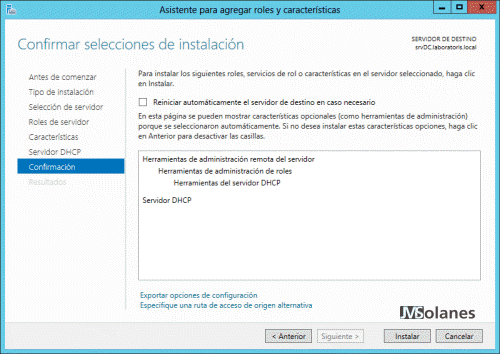 Asistente para agregar roles y características
Confirmar selecciones de instalación
SERVIDOR DE DESTINO
srvDC.laboratoris.local
Antes de comenzar
Tipo de instalación
Selección de servidor
Roles de servidor
Características
Servidor DHCP
Confirmación
Resultados
Para instalar los siguientes roles, servicios de rol o características en el servidor seleccionado, haga clic
en Instalar.
Reiniciar automáticamente el servidor de destino en caso necesario
En esta página se pueden mostrar características opcionales (como herramientas de administración)
porque se seleccionaron automáticamente. Si no desea instalar estas características opciones, haga clic
en Anterior para desactivar las casillas.
Herramientas de administración remota del servidor
Herramientas de administración de roles
Herramientas del servidor DHCP
Servidor DHCP
Exportar opciones de configuración
Especifique una ruta de acceso de origen alternativa
JMSolanes
< Anterior
Siguiente >
Instalar
Cancelar